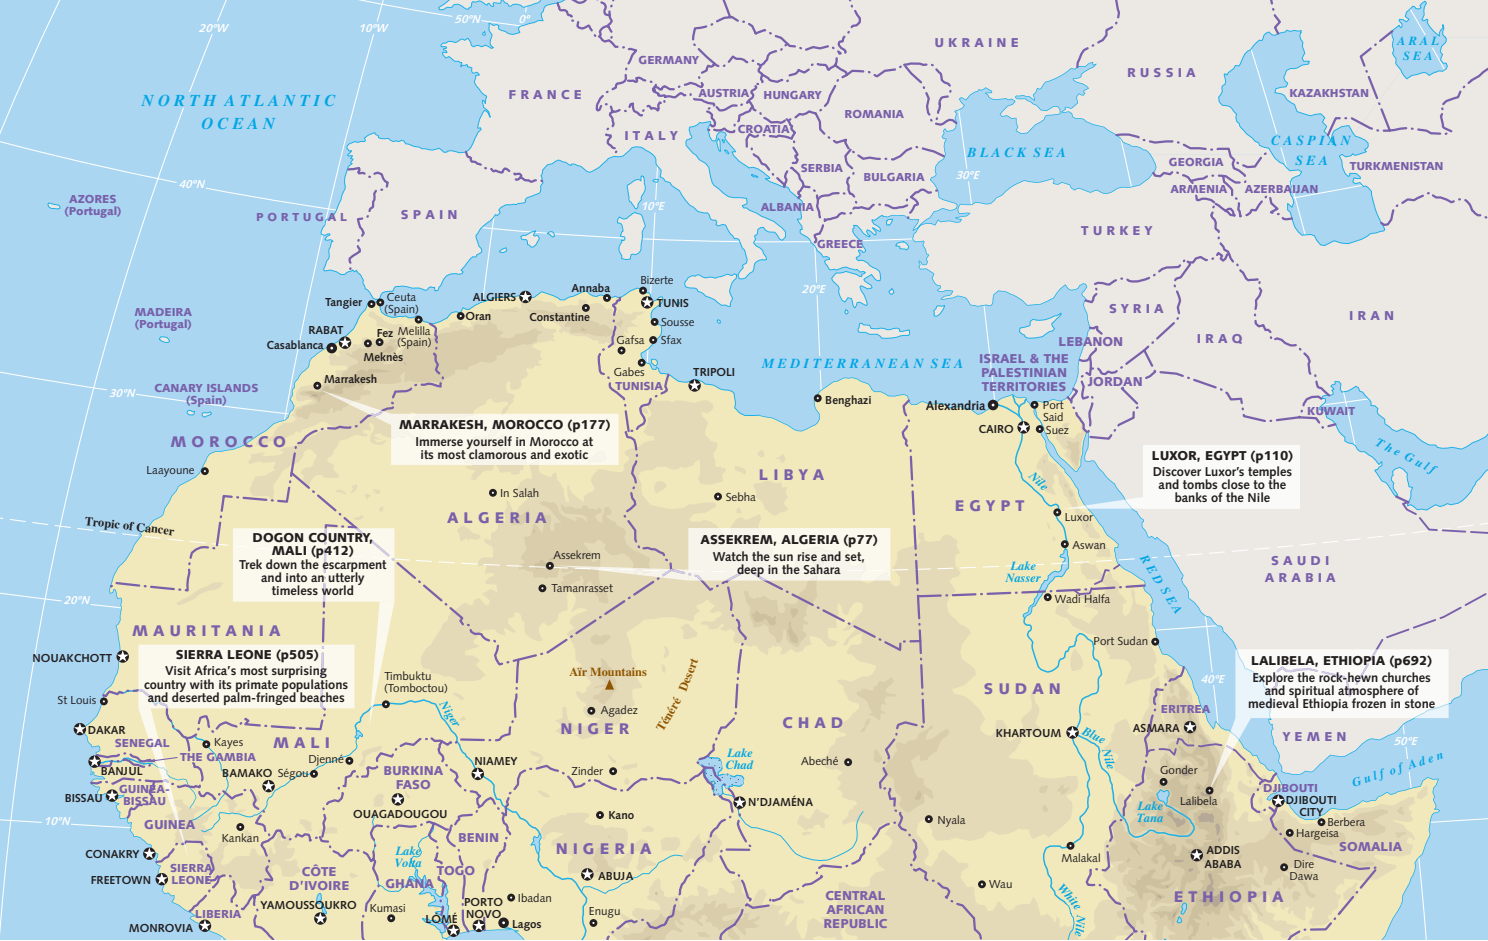 20°W
10°W
50°N
0°
NORTH ATLANTIC
OCEAN
FRANCE
GERMANY
AUSTRIA
HUNGARY
UKRAINE
RUSSIA
ARAL
SEA
KAZAKHSTAN
ITALY
CROATIA
ROMANIA
SERBIA
BULGARIA
BLACK SEA
30°E
GEORGIA
ARMENIA
AZERBAIJAN
CASPIAN
SEA
TURKMENISTAN
40°N
AZORES
(Portugal)
PORTUGAL
SPAIN
10°E
ALBANIA
GREECE
TURKEY
20°E
SYRIA
IRAQ
IRAN
LEBANON
ISRAEL & THE
PALESTINIAN
TERRITORIES
JORDAN
KUWAIT
The Gulf
MEDITERRANEAN SEA
MADEIRA
(Portugal)
CANARY ISLANDS
(Spain)
30°N
Tangier
Ceuta
(Spain)
ALGIERS
Oran
Annaba
Constantine
Bizerte
TUNIS
Sousse
Sfax
Gafsa
Gabes
TUNISIA
RABAT
Casablanca
Fez
Meknès
Melilla
(Spain)
Marrakesh
TRIPOLI
Benghazi
Alexandria
CAIRO
Port
Said
Suez
MARRAKESH, MOROCCO (p177)
Immerse yourself in Morocco at
its most clamorous and exotic
MOROCCO
Laayoune
Tropic of Cancer
In Salah
ALGERIA
LIBYA
Sebha
EGYPT
Nile
Luxor
Aswan
LUXOR, EGYPT (p110)
Discover Luxor's temples
and tombs close to the
banks of the Nile
DOGON COUNTRY,
MALI (p412)
Trek down the escarpment
and into an utterly
timeless world
Assekrem
Tamanrasset
ASSEKREM, ALGERIA (p77)
Watch the sun rise and set,
deep in the Sahara
Lake
Nasser
Wadi Halfa
RED SEA
SAUDI
ARABIA
20°N
MAURITANIA
NOUAKCHOTT
SIERRA LEONE (p505)
Visit Africa's most surprising
country with its primate populations
and deserted palm-fringed beaches
Timbuktu
(Tomboctou)
Niger
Aïr Mountains
Agadez
Ténéré Desert
NIGER
CHAD
SUDAN
Port Sudan
KHARTOUM
Blue Nile
ERITREA
ASMARA
40°E
LALIBELA, ETHIOPIA (p692)
Explore the rock-hewn churches
and spiritual atmosphere of
medieval Ethiopia frozen in stone
YEMEN
50°E
Gulf of Aden
St Louis
DAKAR
SENEGAL
THE GAMBIA
BANJUL
BISSAU
GUINEA-
BISSAU
Kayes
MALI
BAMAKO
Ségou
Djenné
BURKINA
FASO
OUAGADOUGOU
NIAMEY
Zinder
Lake
Chad
Abeché
N'DJAMÉNA
Gonder
Lalibela
Lake
Tana
DJIBOUTI
DJIBOUTI
CITY
Berbera
Hargeisa
SOMALIA
10°N
GUINEA
Kankan
CONAKRY
FREETOWN
SIERRA
LEONE
LIBERIA
MONROVIA
CÔTE
D'IVOIRE
YAMOUSSOUKRO
Lake
Volta
GHANA
Kumasi
TOGO
BENIN
LOMÉ
PORTO
NOVO
Ibadan
Lagos
Kano
NIGERIA
ABUJA
Enugu
Nyala
Wau
Malakal
White Nile
CENTRAL
AFRICAN
REPUBLIC
ADDIS
ABABA
Dire
Dawa
ETHIOPIA